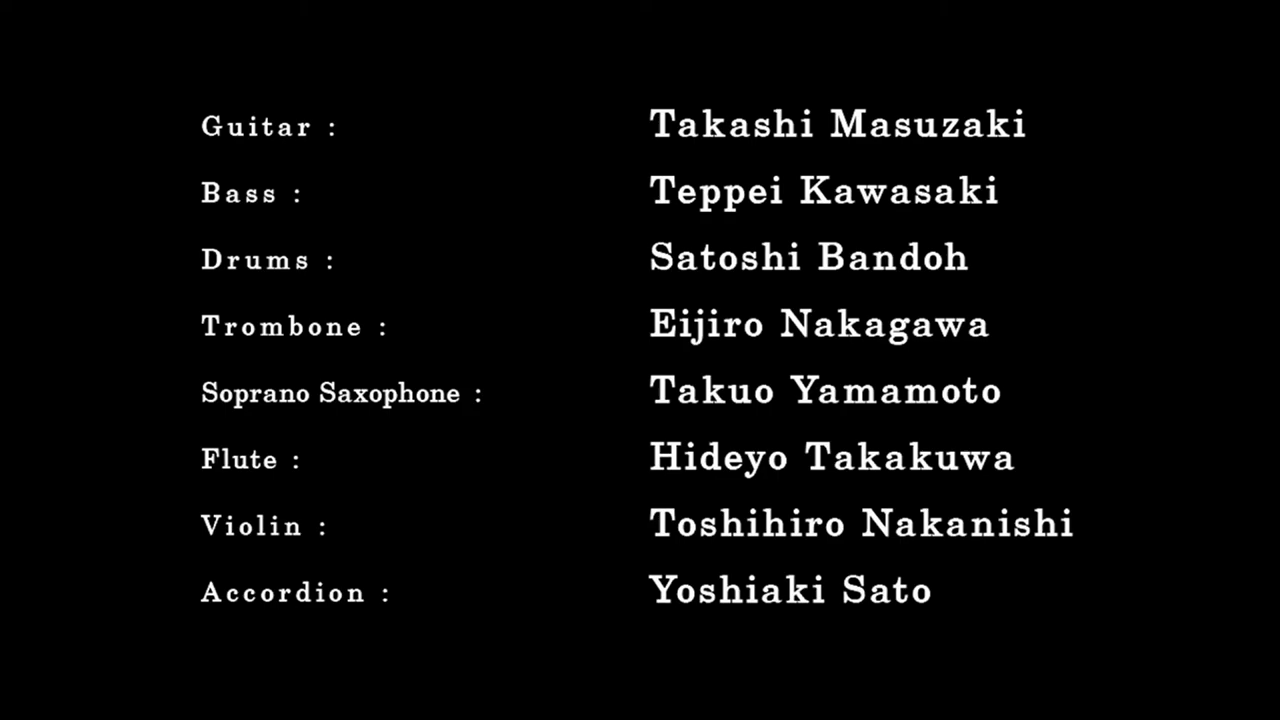 Guitar : Takashi Masuzaki
Bass : Teppei Kawasaki
Drums : Satoshi Bandoh
Trombone : Eijiro Nakagawa
Soprano Saxophone : Takuo Yamamoto
Flute : Hideyo Takakuwa
Violin : Toshihiro Nakanishi
Accordion : Yoshiaki Sato